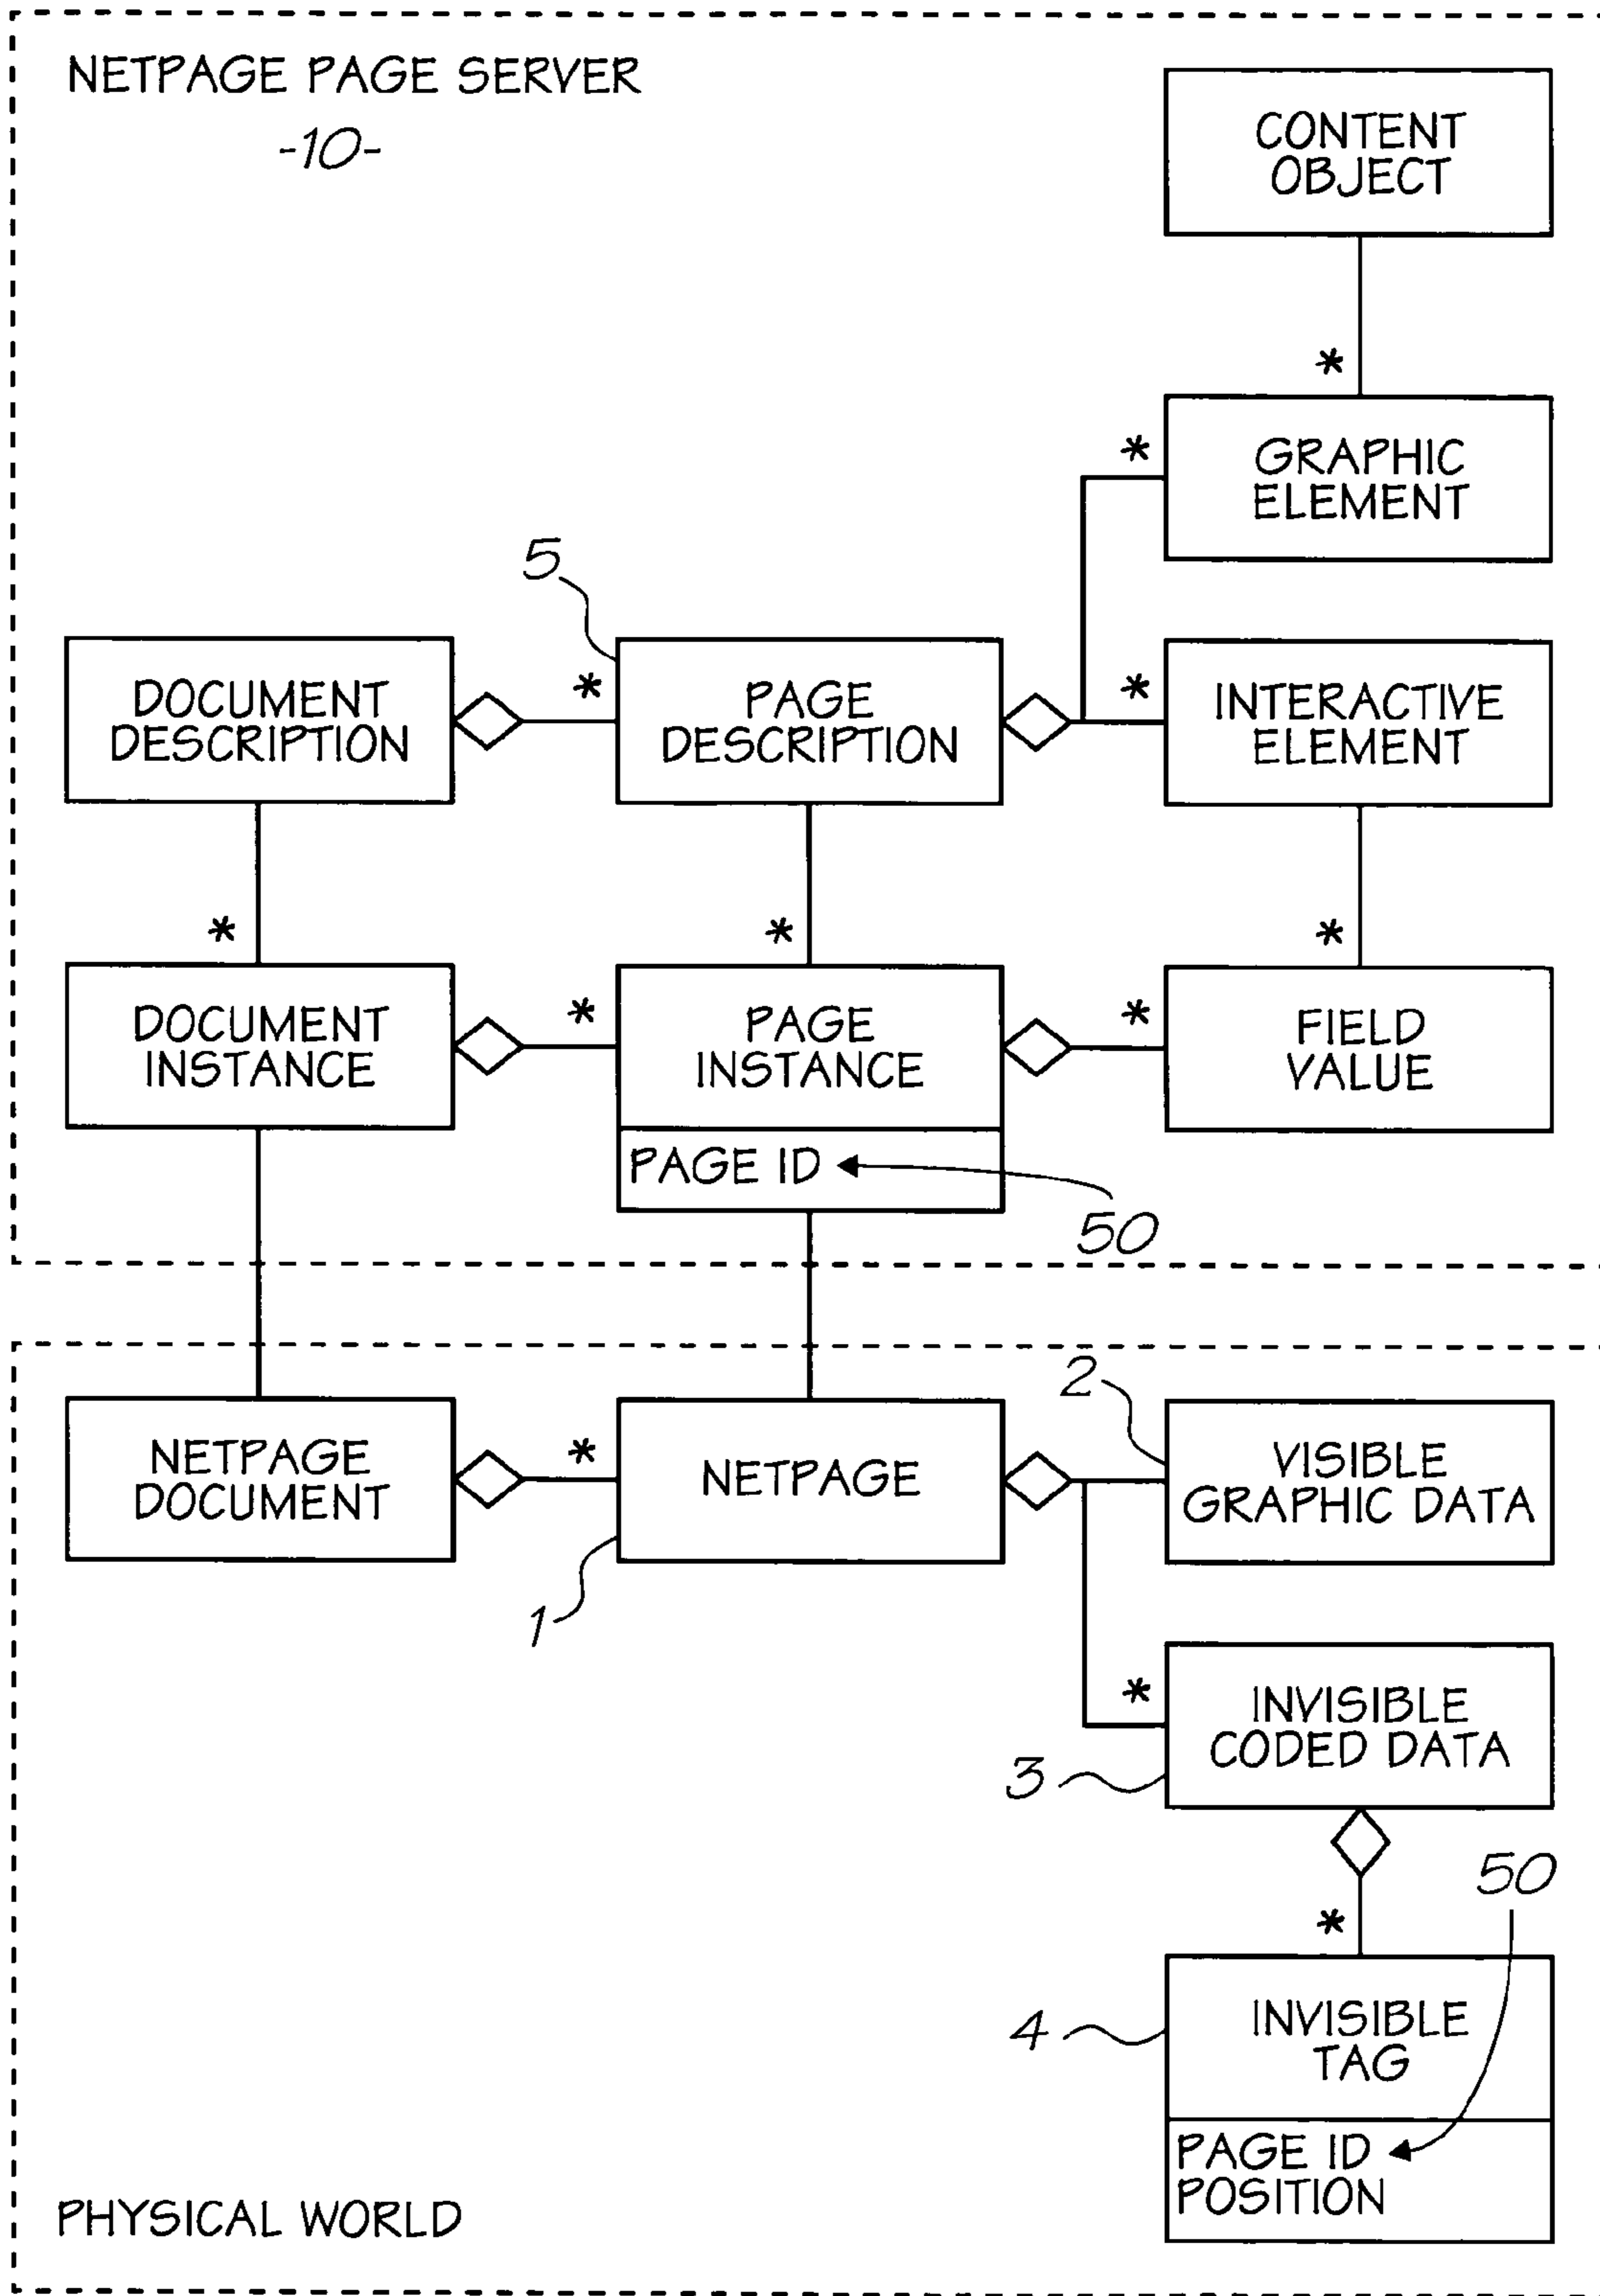 NETPAGE PAGE SERVER
-10-
CONTENT
OBJECT
*
*
GRAPHIC
ELEMENT
5
DOCUMENT
DESCRIPTION
*
PAGE
DESCRIPTION
*
INTERACTIVE
ELEMENT
*
*
*
DOCUMENT
INSTANCE
*
PAGE
INSTANCE
*
FIELD
VALUE
PAGE ID
50
2
NETPAGE
DOCUMENT
*
NETPAGE
VISIBLE
GRAPHIC DATA
1
*
INVISIBLE
CODED DATA
3
50
*
4
INVISIBLE
TAG
PAGE ID
POSITION
PHYSICAL WORLD